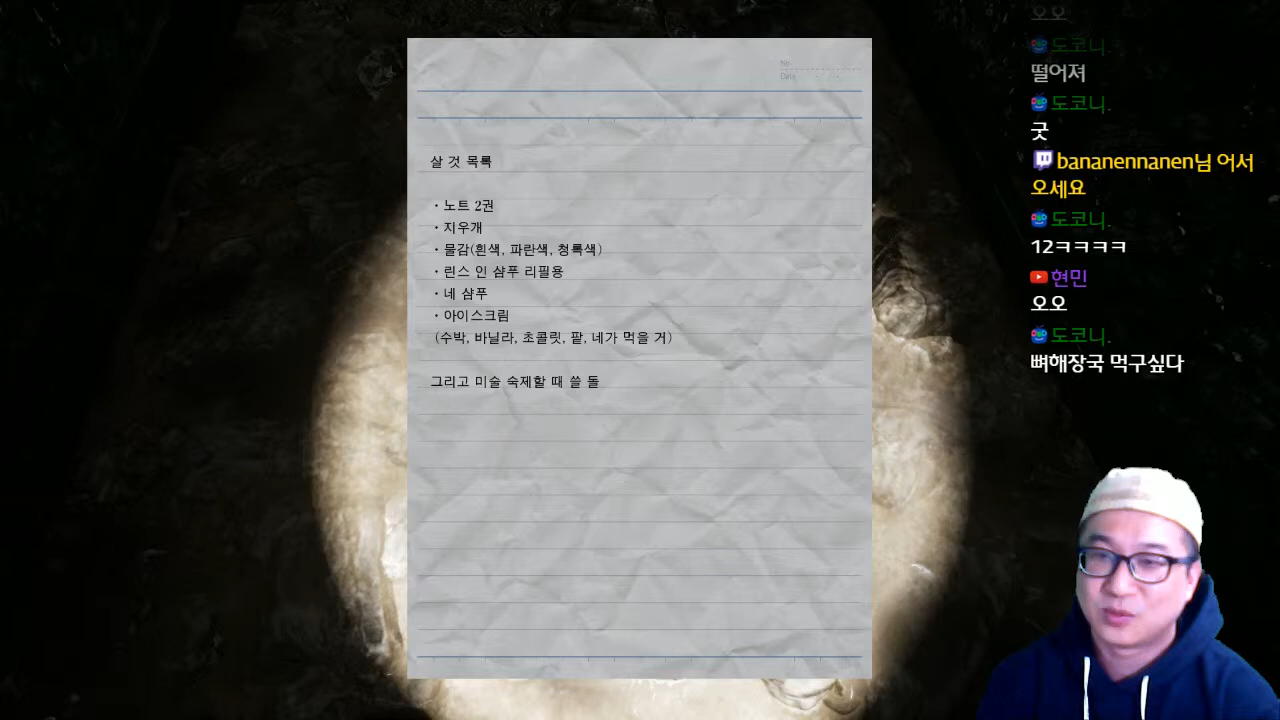 No.
Date
살 것 목록
・노트 2권
・지우개
・물감(흰색, 파란색, 청록색)
・린스 인 샴푸 리필용
・네 샴푸
・아이스크림
(수박, 바닐라, 초콜릿, 팥, 네가 먹을 거)
그리고 미술 숙제할 때 쓸 돌
오오
도코니.
떨어져
도코니.
굿
bananennanen님 어서
오세요
도코니.
12ㅋㅋㅋㅋ
현민
오오
도코니.
뼈해장국 먹구싶다